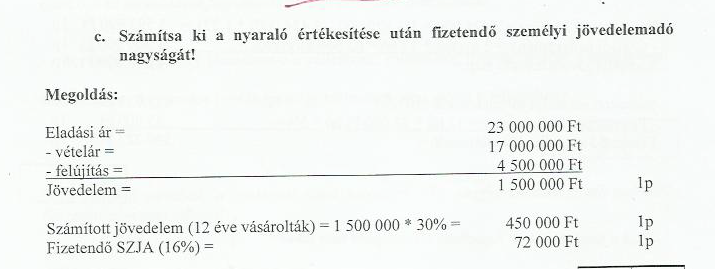 c. Számítsa ki a nyaraló értékesítése után fizetendő személyi jövedelemadó
nagyságát!
Megoldás:
Eladási ár = 23 000 000 Ft
- vételár = 17 000 000 Ft
- felújítás = 4 500 000 Ft
Jövedelem = 1 500 000 Ft 1p
Számított jövedelem (12 éve vásárolták) = 1 500 000 * 30% = 450 000 Ft 1p
Fizetendő SZJA (16%) = 72 000 Ft 1p